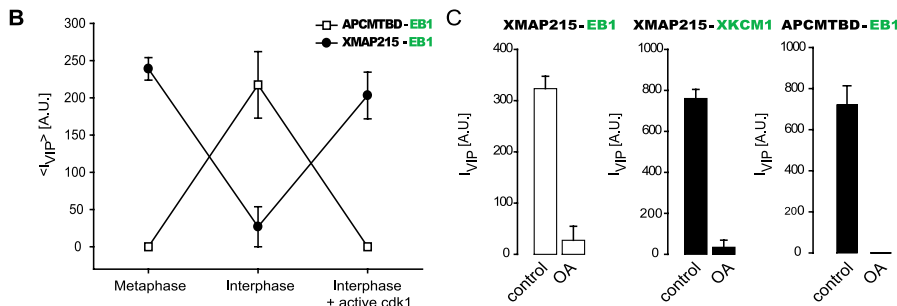 B
APCMTBD-EB1
XMAP215-EB1
<I_VIP> [A.U.]
250
200
150
100
50
0
Metaphase
Interphase
Interphase
+ active cdk1
C
XMAP215-EB1
I_VIP [A.U.]
400
300
200
100
0
control
OA
XMAP215-XKCM1
I_VIP [A.U.]
1000
800
600
400
200
0
control
OA
APCMTBD-EB1
I_VIP [A.U.]
1000
800
600
400
200
0
control
OA